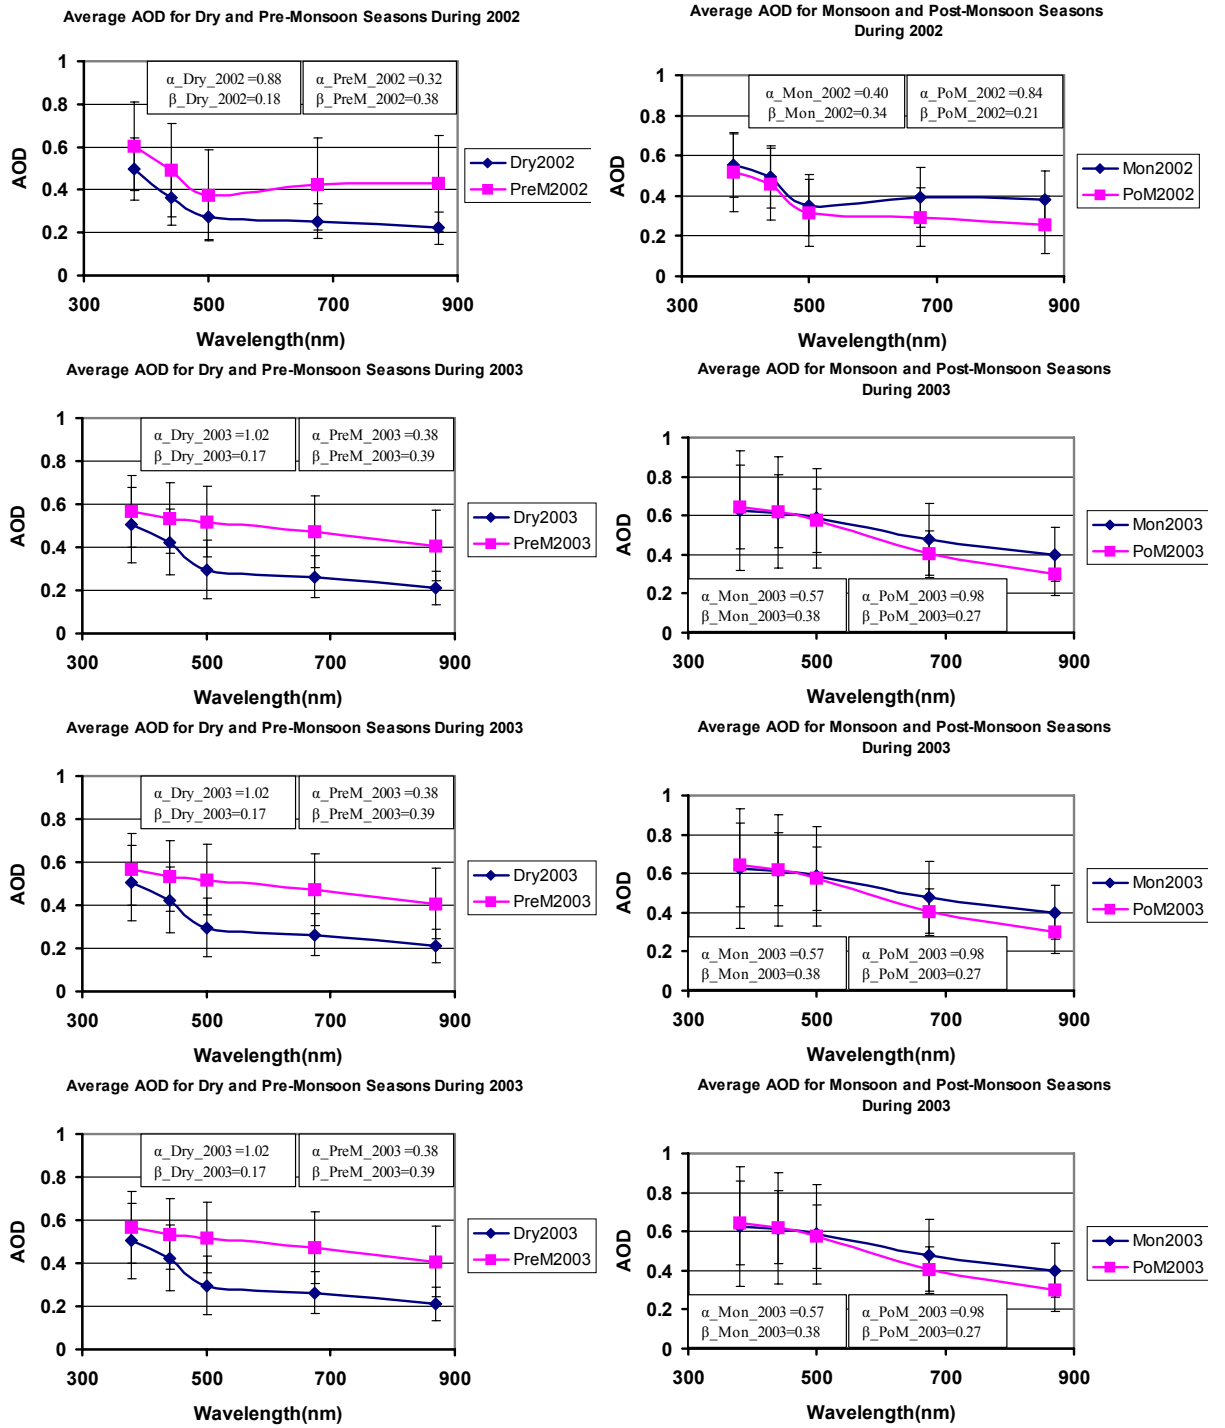 Average AOD for Dry and Pre-Monsoon Seasons During 2002
α_Dry_2002 =0.88
β_Dry_2002=0.18
α_PreM_2002 =0.32
β_PreM_2002=0.38
1
0.8
0.6
0.4
0.2
0
AOD
300
500
700
900
Wavelength(nm)
Dry2002
PreM2002
Average AOD for Monsoon and Post-Monsoon Seasons
During 2002
α_Mon_2002 =0.40
β_Mon_2002=0.34
α_PoM_2002 =0.84
β_PoM_2002=0.21
1
0.8
0.6
0.4
0.2
0
AOD
300
500
700
900
Wavelength(nm)
Mon2002
PoM2002
Average AOD for Dry and Pre-Monsoon Seasons During 2003
α_Dry_2003 =1.02
β_Dry_2003=0.17
α_PreM_2003 =0.38
β_PreM_2003=0.39
1
0.8
0.6
0.4
0.2
0
AOD
300
500
700
900
Wavelength(nm)
Dry2003
PreM2003
Average AOD for Monsoon and Post-Monsoon Seasons
During 2003
1
0.8
0.6
0.4
0.2
0
AOD
α_Mon_2003 =0.57
β_Mon_2003=0.38
α_PoM_2003 =0.98
β_PoM_2003=0.27
300
500
700
900
Wavelength(nm)
Mon2003
PoM2003
Average AOD for Dry and Pre-Monsoon Seasons During 2003
α_Dry_2003 =1.02
β_Dry_2003=0.17
α_PreM_2003 =0.38
β_PreM_2003=0.39
1
0.8
0.6
0.4
0.2
0
AOD
300
500
700
900
Wavelength(nm)
Dry2003
PreM2003
Average AOD for Monsoon and Post-Monsoon Seasons
During 2003
1
0.8
0.6
0.4
0.2
0
AOD
α_Mon_2003 =0.57
β_Mon_2003=0.38
α_PoM_2003 =0.98
β_PoM_2003=0.27
300
500
700
900
Wavelength(nm)
Mon2003
PoM2003
Average AOD for Dry and Pre-Monsoon Seasons During 2003
α_Dry_2003 =1.02
β_Dry_2003=0.17
α_PreM_2003 =0.38
β_PreM_2003=0.39
1
0.8
0.6
0.4
0.2
0
AOD
300
500
700
900
Wavelength(nm)
Dry2003
PreM2003
Average AOD for Monsoon and Post-Monsoon Seasons
During 2003
1
0.8
0.6
0.4
0.2
0
AOD
α_Mon_2003 =0.57
β_Mon_2003=0.38
α_PoM_2003 =0.98
β_PoM_2003=0.27
300
500
700
900
Wavelength(nm)
Mon2003
PoM2003